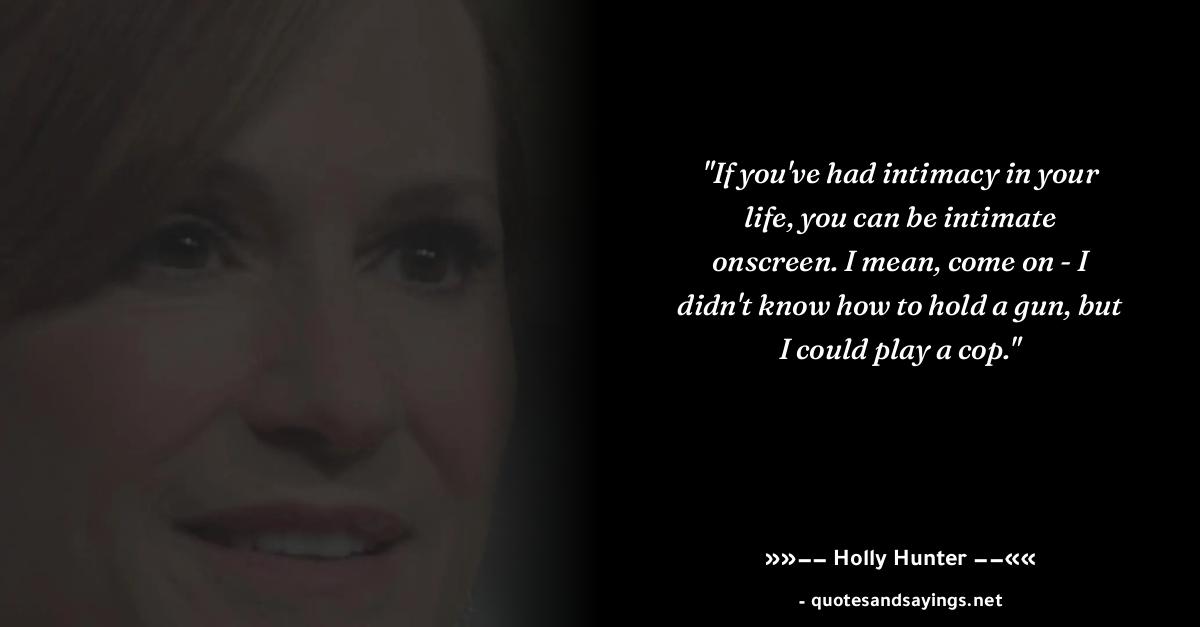 "If you've had intimacy in your
life, you can be intimate
onscreen. I mean, come on - I
didn't know how to hold a gun, but
I could play a cop."
»»–– Holly Hunter ––««
- quotesandsayings.net